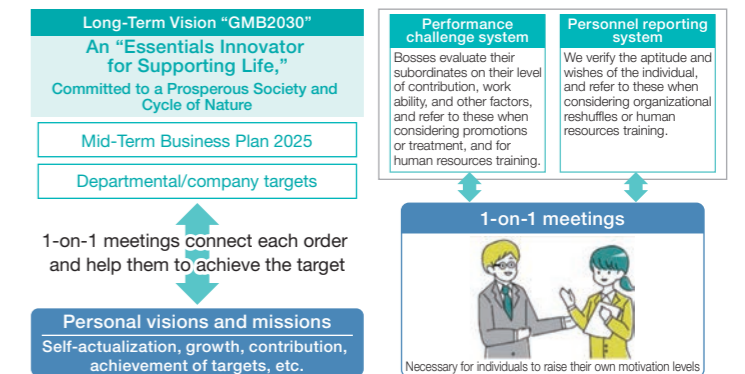 Long-Term Vision “GMB2030”
An “Essentials Innovator
for Supporting Life,”
Committed to a Prosperous Society and
Cycle of Nature
Mid-Term Business Plan 2025
Departmental/company targets
1-on-1 meetings connect each order
and help them to achieve the target
Personal visions and missions
Self-actualization, growth, contribution,
achievement of targets, etc.
Performance
challenge system
Bosses evaluate their
subordinates on their level
of contribution, work
ability, and other factors,
and refer to these when
considering promotions
or treatment, and for
human resources training.
Personnel reporting
system
We verify the aptitude and
wishes of the individual,
and refer to these when
considering organizational
reshuffles or human
resources training.
1-on-1 meetings
Necessary for individuals to raise their own motivation levels